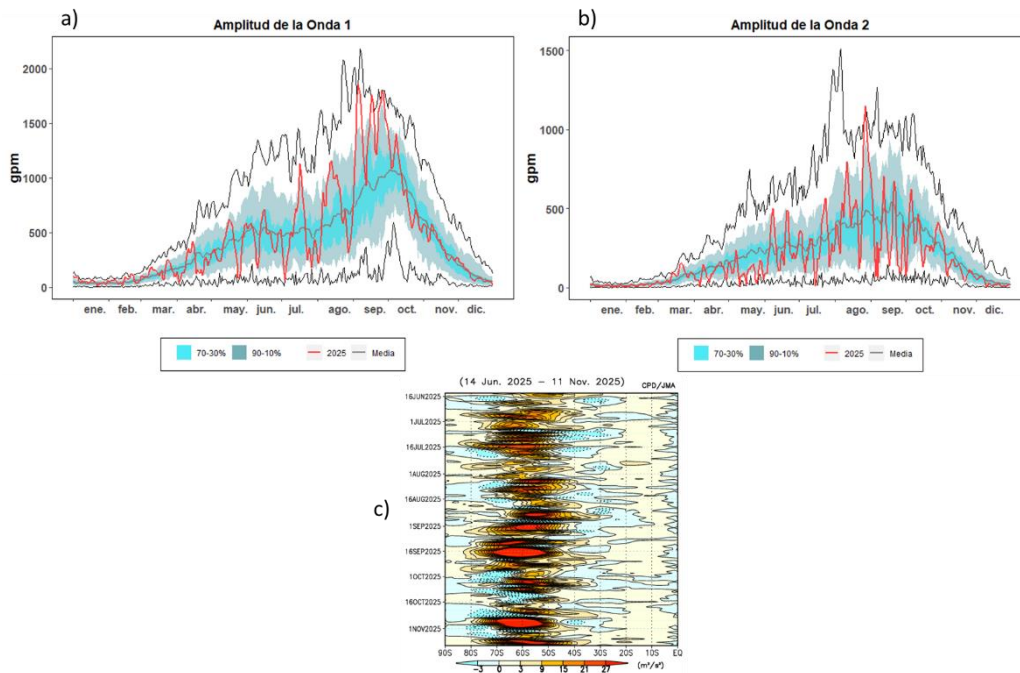 a)
Amplitud de la Onda 1
2000
1500
1000
500
0
gpm
ene. feb. mar. abr. may. jun. jul. ago. sep. oct. nov. dic.
70-30% 90-10% 2025 Media
b)
Amplitud de la Onda 2
1500
1000
500
0
gpm
ene. feb. mar. abr. may. jun. jul. ago. sep. oct. nov. dic.
70-30% 90-10% 2025 Media
c)
(14 Jun. 2025 – 11 Nov. 2025)
CPD/JMA
16JUN2025
1JUL2025
16JUL2025
1AUG2025
16AUG2025
1SEP2025
16SEP2025
1OCT2025
16OCT2025
1NOV2025
90S 80S 70S 60S 50S 40S 30S 20S 10S EQ
-3 0 3 9 15 21 27 (m²/s²)